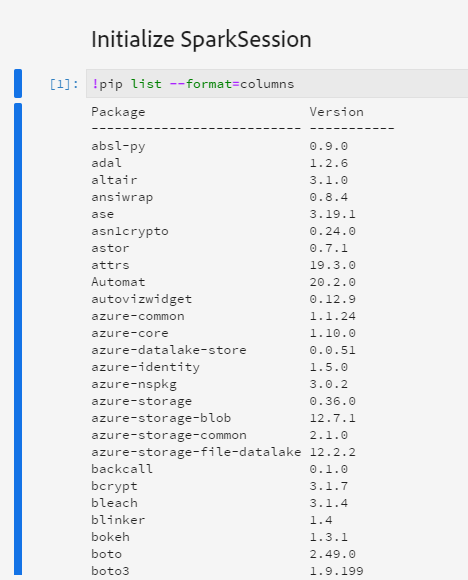 Initialize SparkSession
[1]: !pip list --format=columns
Package Version
--------------------------- -----------
absl-py 0.9.0
adal 1.2.6
altair 3.1.0
ansiwrap 0.8.4
ase 3.19.1
asn1crypto 0.24.0
astor 0.7.1
attrs 19.3.0
Automat 20.2.0
autovizwidget 0.12.9
azure-common 1.1.24
azure-core 1.10.0
azure-datalake-store 0.0.51
azure-identity 1.5.0
azure-nspkg 3.0.2
azure-storage 0.36.0
azure-storage-blob 12.7.1
azure-storage-common 2.1.0
azure-storage-file-datalake 12.2.2
backcall 0.1.0
bcrypt 3.1.7
bleach 3.1.4
blinker 1.4
bokeh 1.3.1
boto 2.49.0
boto3 1.9.199